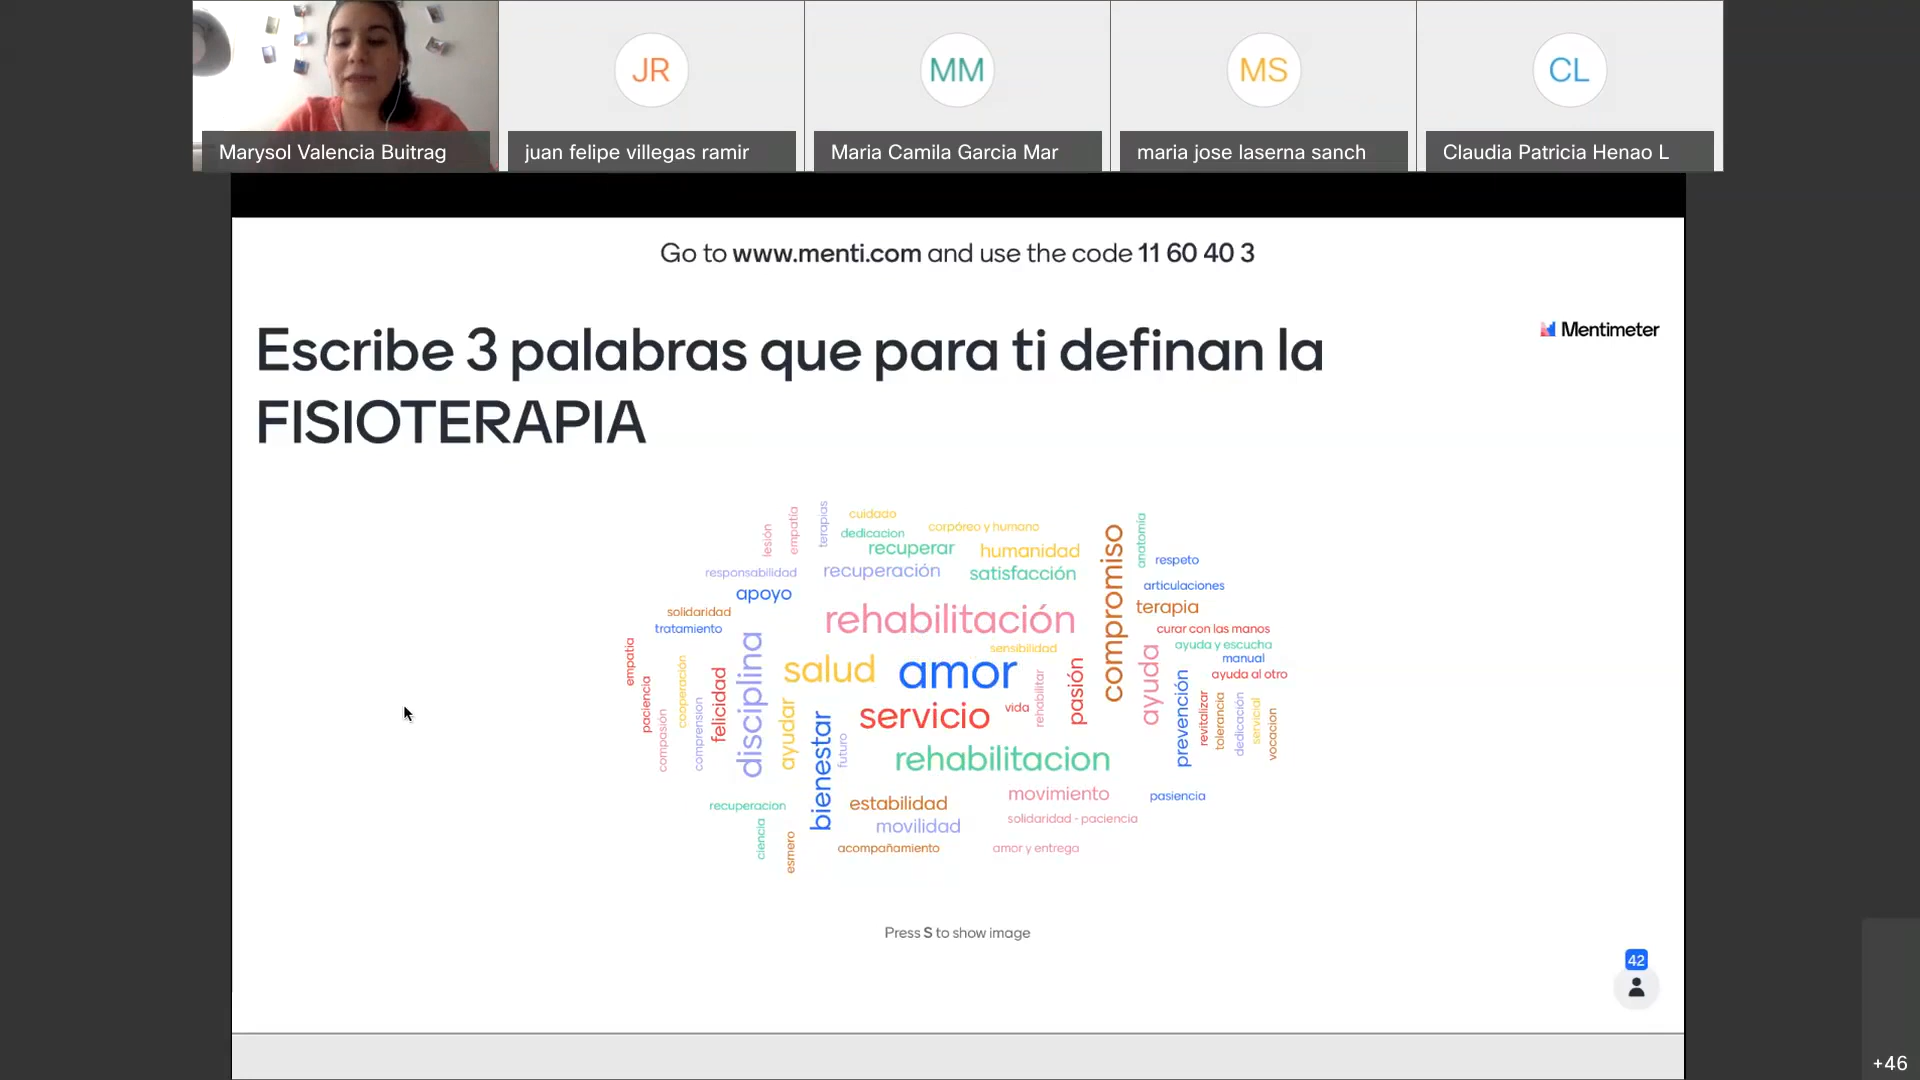 JR
MM
MS
CL
Marysol Valencia Buitrag
juan felipe villegas ramir
Maria Camila Garcia Mar
maria jose laserna sanch
Claudia Patricia Henao L
Go to www.menti.com and use the code 11 60 40 3
Escribe 3 palabras que para ti definan la
FISIOTERAPIA
Mentimeter
lesión
empatía
terapias
cuidado
dedicacion
corpóreo y humano
recuperar
humanidad
compromiso
anatomía
respeto
responsabilidad
recuperación
satisfacción
articulaciones
apoyo
solidaridad
rehabilitación
terapia
tratamiento
curar con las manos
empatia
paciencia
compasión
cooperación
comprension
felicidad
disciplina
salud
amor
sensibilidad
ayuda y escucha
manual
ayuda al otro
ayudar
bienestar
futuro
servicio
vida
rehabilitar
pasión
ayuda
prevención
revitalizar
tolerancia
dedicación
servicial
vocacion
rehabilitacion
recuperacion
estabilidad
movimiento
pasiencia
ciencia
esmero
movilidad
solidaridad - paciencia
acompañamiento
amor y entrega
Press S to show image
42
+46